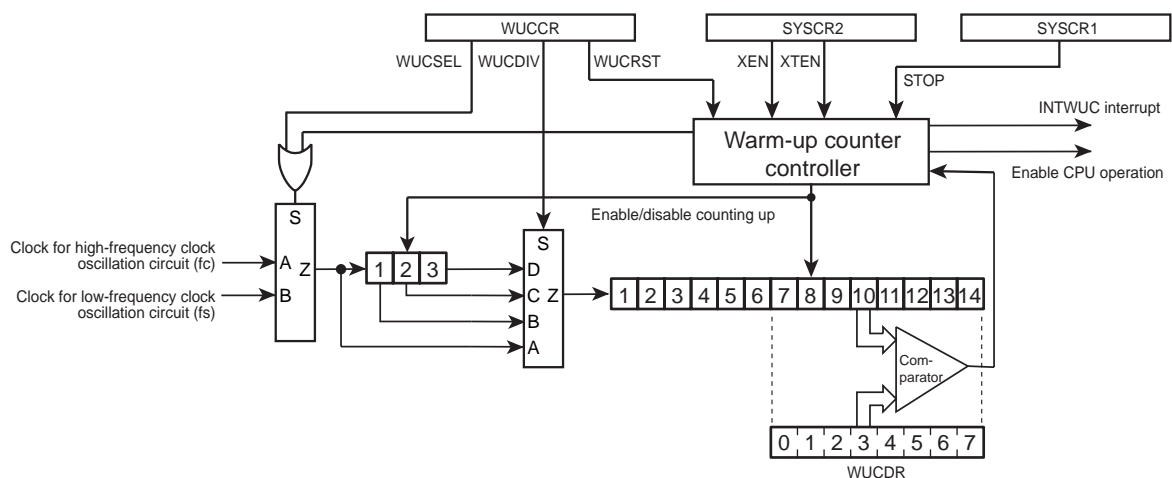 WUCCR
SYSCR2
SYSCR1
WUCSEL
WUCDIV
WUCRST
XEN
XTEN
STOP
INTWUC interrupt
Warm-up counter
controller
Enable CPU operation
S
Enable/disable counting up
S
Clock for high-frequency clock
oscillation circuit (fc)
A
Z
1 2 3
D
Clock for low-frequency clock
oscillation circuit (fs)
B
C
Z
B
A
1 2 3 4 5 6 7 8 9 10 11 12 13 14
Com-
parator
0 1 2 3 4 5 6 7
WUCDR